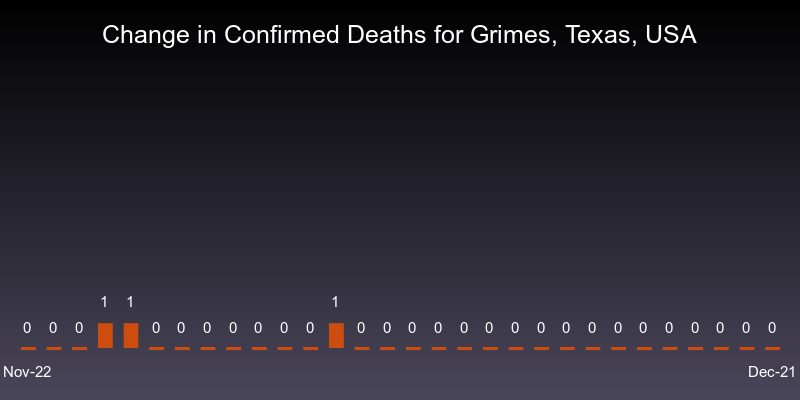 Change in Confirmed Deaths for Grimes, Texas, USA
1 1 1
0 0 0 0 0 0 0 0 0 0 0 0 0 0 0 0 0 0 0 0 0 0 0 0 0 0 0
Nov-22 Dec-21